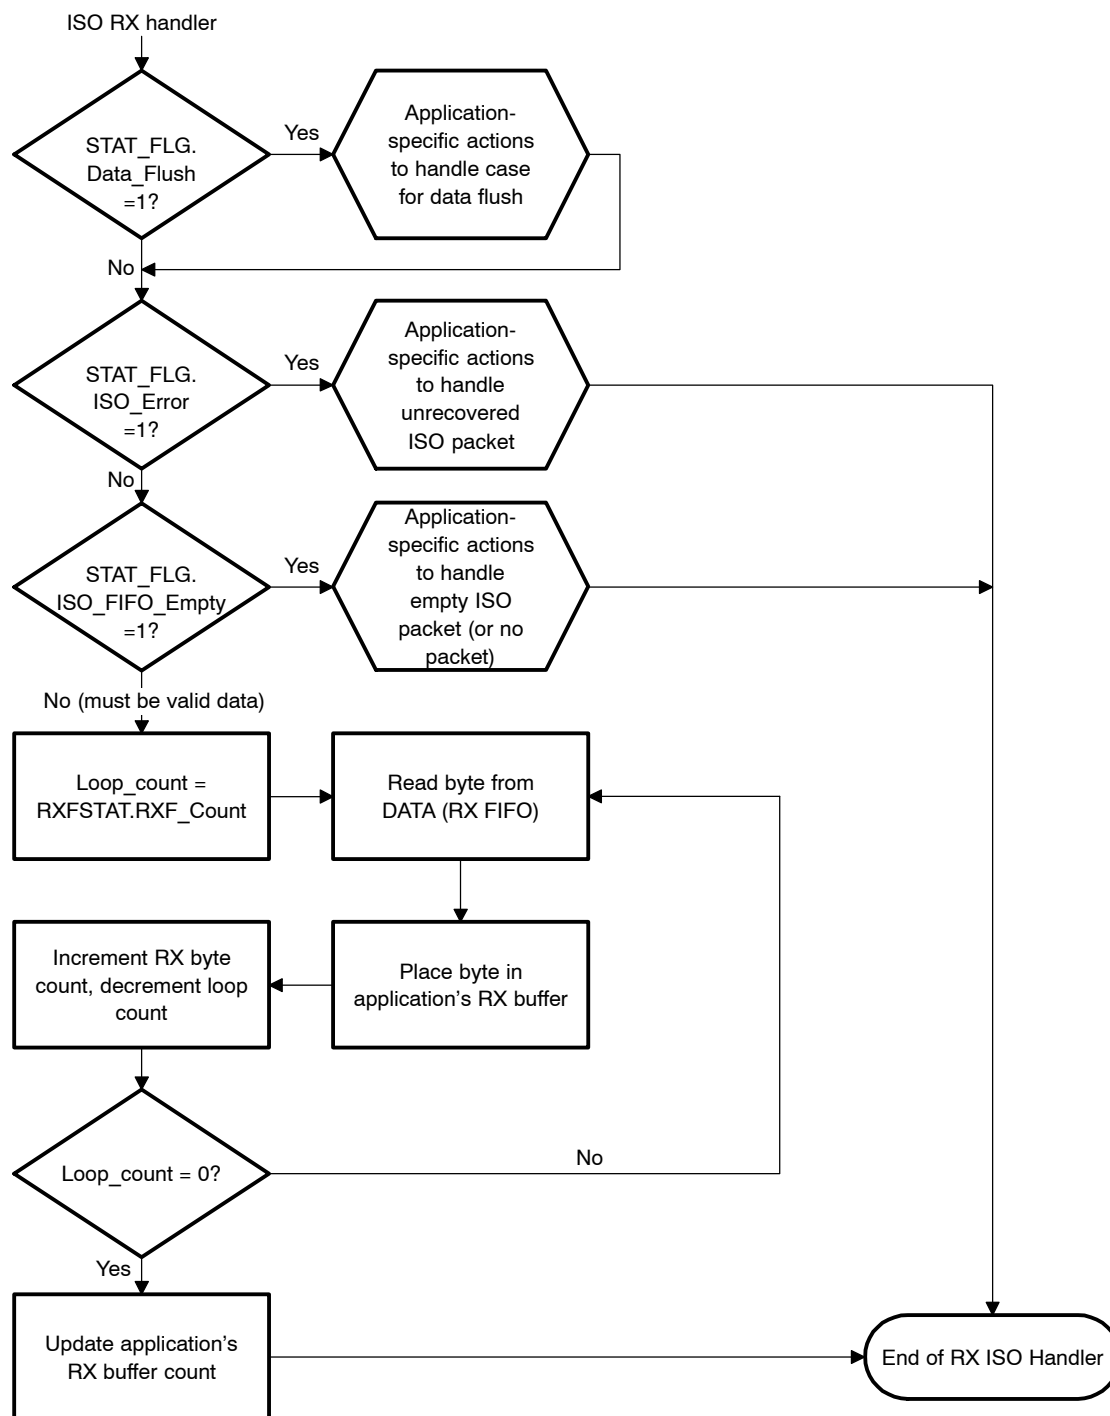 ISO RX handler
STAT_FLG.
Data_Flush
=1?
Yes
Application-
specific actions
to handle case
for data flush
No
STAT_FLG.
ISO_Error
=1?
Yes
Application-
specific actions
to handle
unrecovered
ISO packet
No
STAT_FLG.
ISO_FIFO_Empty
=1?
Yes
Application-
specific actions
to handle
empty ISO
packet (or no
packet)
No (must be valid data)
Loop_count =
RXFSTAT.RXF_Count
Read byte from
DATA (RX FIFO)
Increment RX byte
count, decrement loop
count
Place byte in
application’s RX buffer
Loop_count = 0?
No
Yes
Update application’s
RX buffer count
End of RX ISO Handler